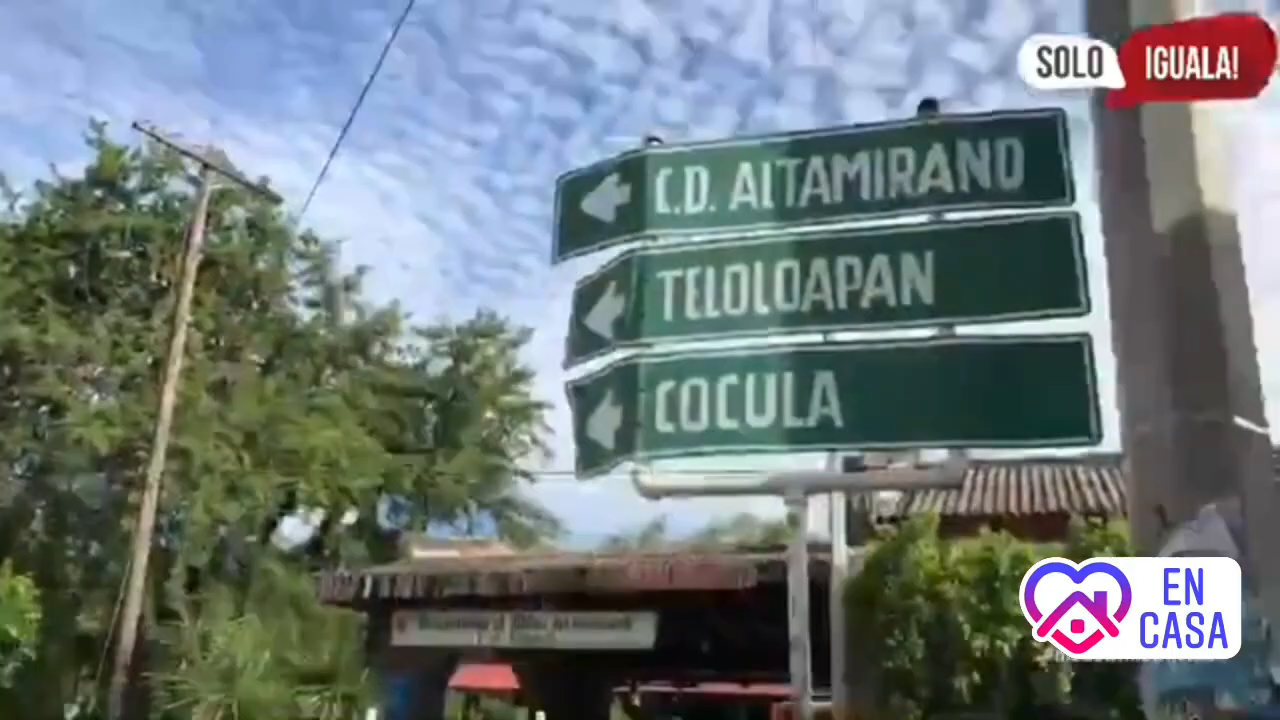 SOLO IGUALA!
C.D. ALTAMIRANO
TELOLOAPAN
COCULA
EN
CASA